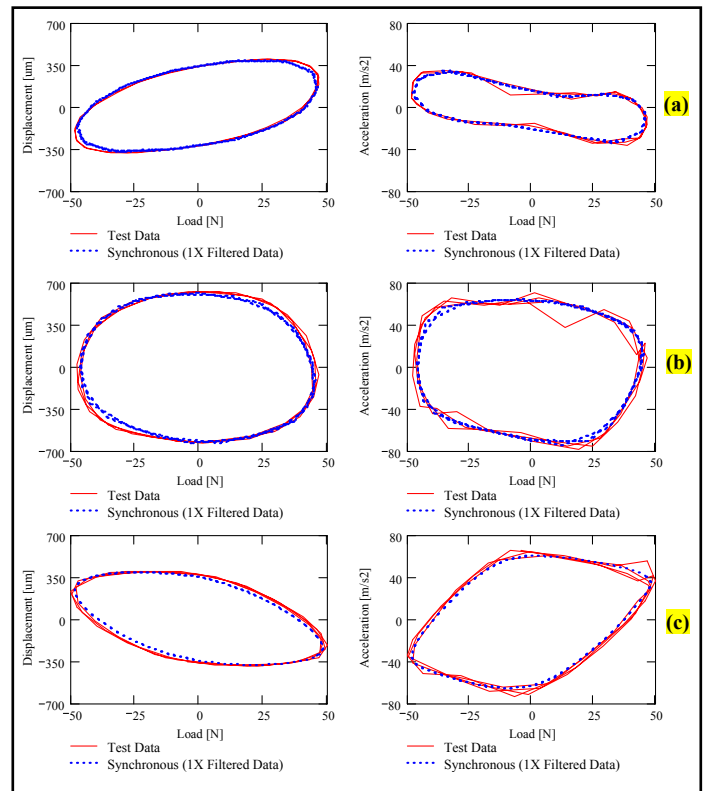 700
350
0
−350
−700
−50
−25
0
25
50
Displacement [um]
Load [N]
Test Data
Synchronous (1X Filtered Data)
80
40
0
−40
−80
−50
−25
0
25
50
Acceleration [m/s2]
Load [N]
Test Data
Synchronous (1X Filtered Data)
(a)
700
350
0
−350
−700
−50
−25
0
25
50
Displacement [um]
Load [N]
Test Data
Synchronous (1X Filtered Data)
80
40
0
−40
−80
−50
−25
0
25
50
Acceleration [m/s2]
Load [N]
Test Data
Synchronous (1X Filtered Data)
(b)
700
350
0
−350
−700
−50
−25
0
25
50
Displacement [um]
Load [N]
Test Data
Synchronous (1X Filtered Data)
80
40
0
−40
−80
−50
−25
0
25
50
Acceleration [m/s2]
Load [N]
Test Data
Synchronous (1X Filtered Data)
(c)